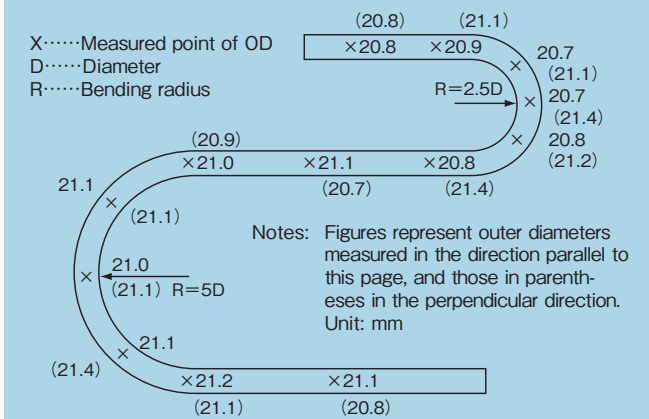 (20.8) (21.1)
X……Measured point of OD
D……Diameter
R……Bending radius
×20.8 ×20.9
20.7
(21.1)
R=2.5D
20.7
(21.4)
20.8
(21.2)
(20.9)
×21.0 ×21.1 ×20.8
(20.7) (21.4)
21.1
(21.1)
Notes: Figures represent outer diameters
measured in the direction parallel to
this page, and those in parenth-
eses in the perpendicular direction.
Unit: mm
21.0
(21.1) R=5D
21.1
(21.4)
×21.2 ×21.1
(21.1) (20.8)